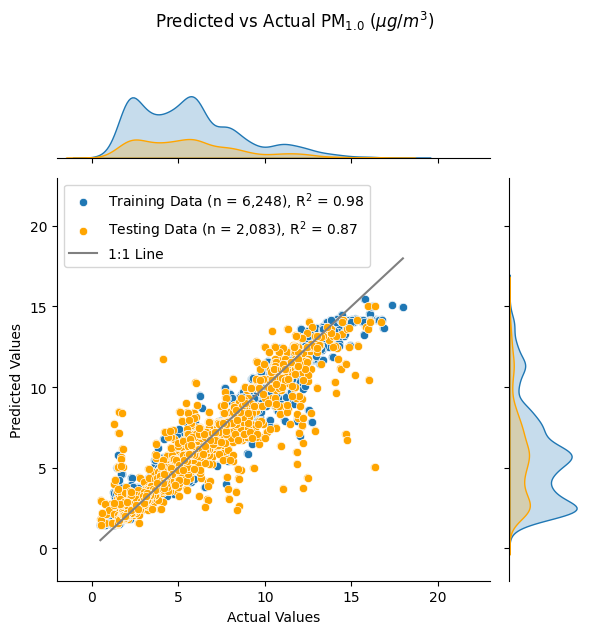 Predicted vs Actual PM₁.₀ (μg/m³)
Training Data (n = 6,248), R² = 0.98
Testing Data (n = 2,083), R² = 0.87
1:1 Line
20
15
10
5
0
Predicted Values
0 5 10 15 20
Actual Values